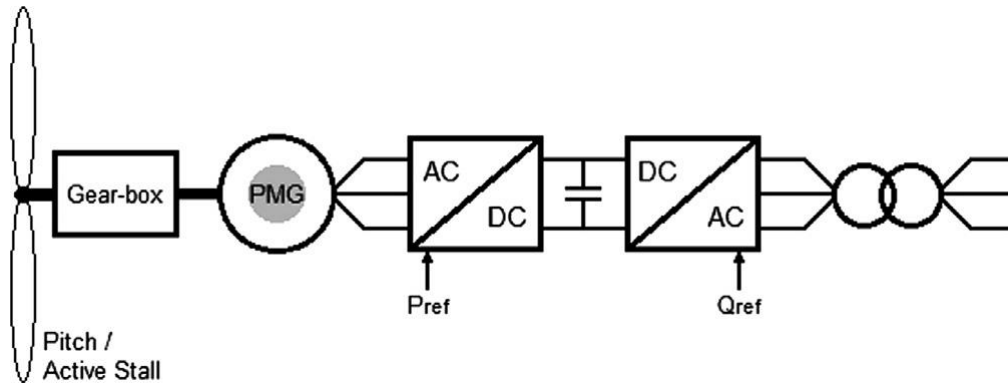 Gear-box
PMG
AC
DC
DC
AC
Pref
Qref
Pitch /
Active Stall